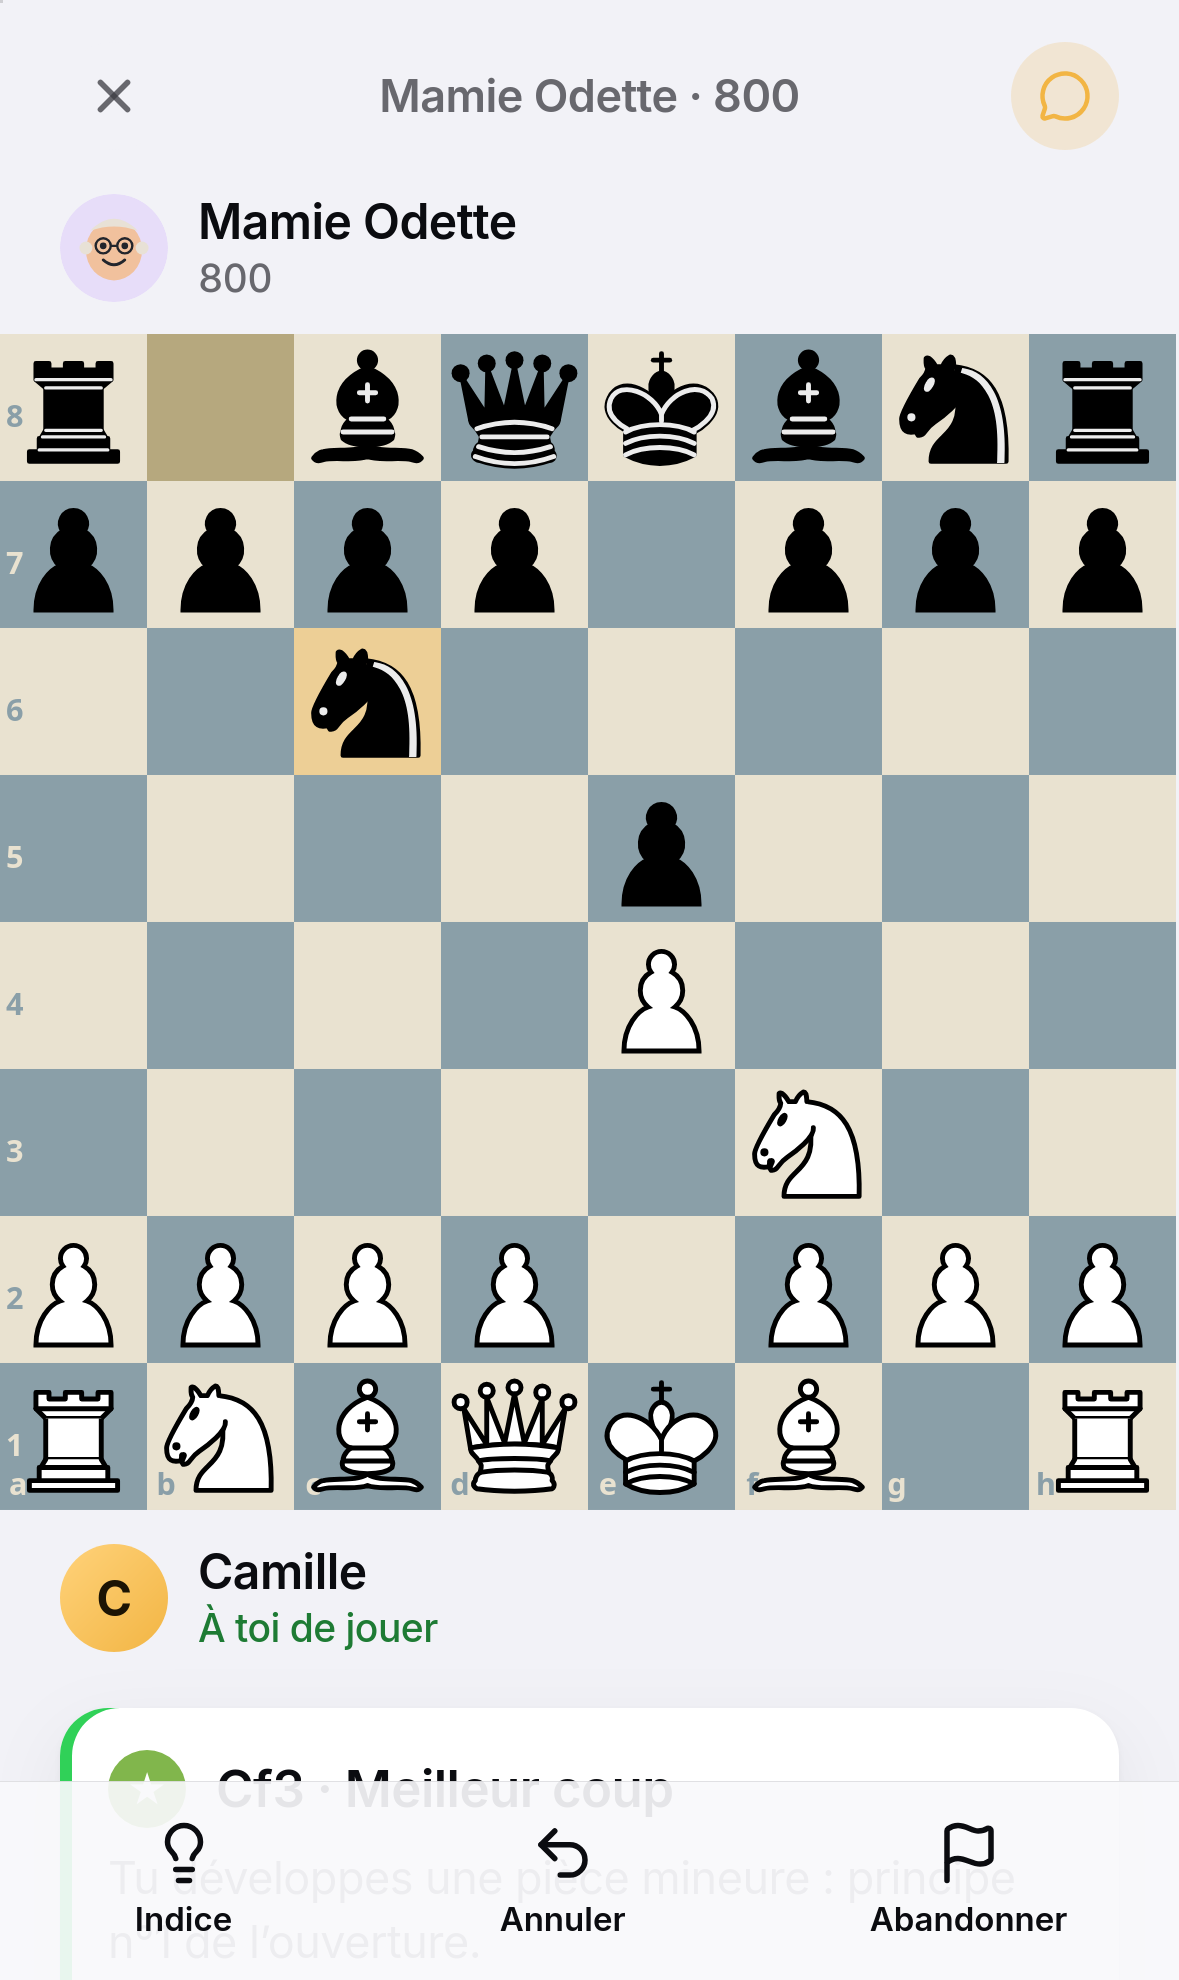 Mamie Odette · 800
Mamie Odette
800
8
7
6
5
4
3
2
1
a b c d e f g h
C
Camille
À toi de jouer
Cf3 · Meilleur coup
Tu développes une pièce mineure : principe
n°1 de l’ouverture.
Indice Annuler Abandonner